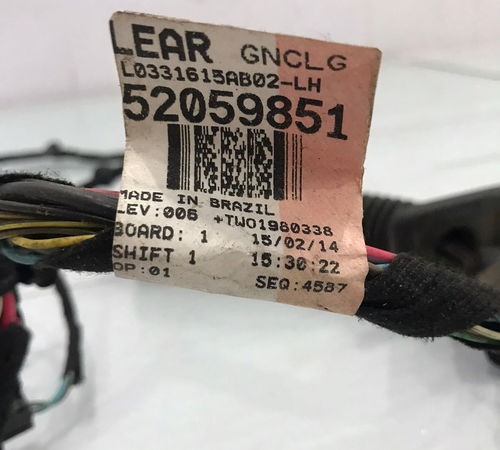 LEAR GNCLG
L0331615AB02-LH
52059851
MADE IN BRAZIL
LEV:006 +TW01980338
BOARD: 1 15/02/14
SHIFT 1 15:30:22
OP:01 SEQ:4587